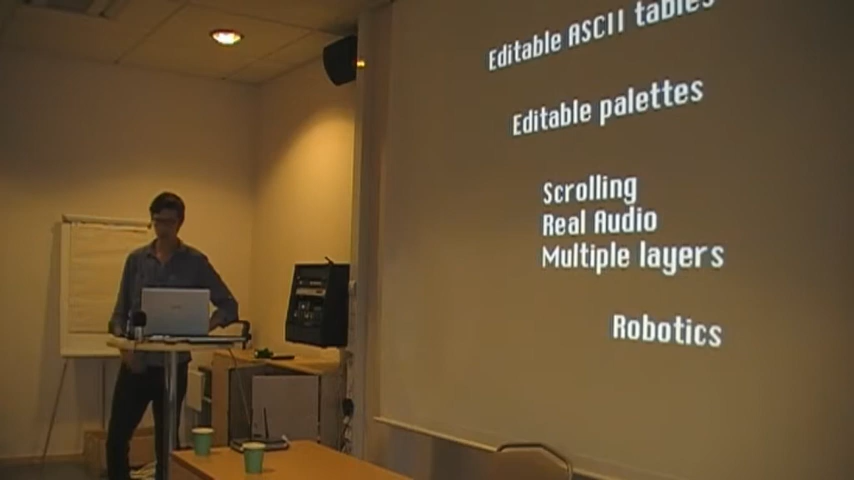 Editable ASCII tables
Editable palettes
Scrolling
Real Audio
Multiple layers
Robotics